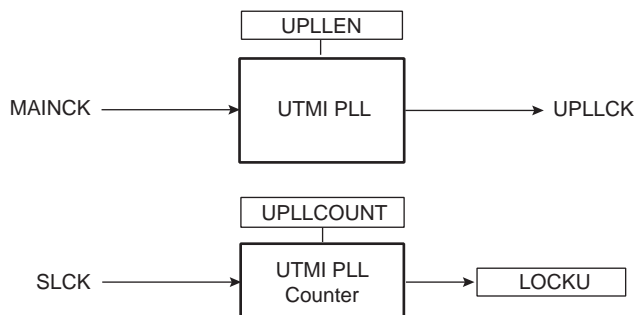 UPLLEN
MAINCK
UTMI PLL
UPLLCK
UPLLCOUNT
SLCK
UTMI PLL
Counter
LOCKU